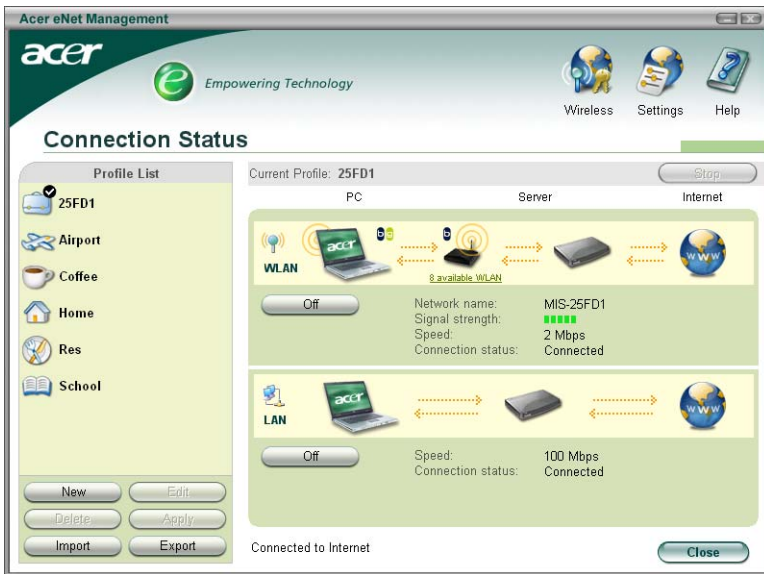 Acer eNet Management
acer
e Empowering Technology
Wireless Settings Help
Connection Status
Profile List
25FD1
Airport
Coffee
Home
Res
School
New Edit
Delete Apply
Import Export
Current Profile: 25FD1 Stop
PC Server Internet
WLAN
acer
b g
b
8 available WLAN
WWW
Off
Network name: MIS-25FD1
Signal strength:
Speed: 2 Mbps
Connection status: Connected
LAN
acer
WWW
Off
Speed: 100 Mbps
Connection status: Connected
Connected to Internet
Close